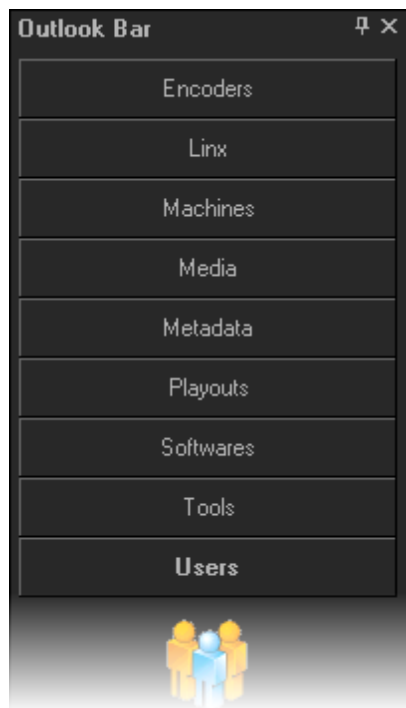 Outlook Bar
Encoders
Linx
Machines
Media
Metadata
Playouts
Softwares
Tools
Users